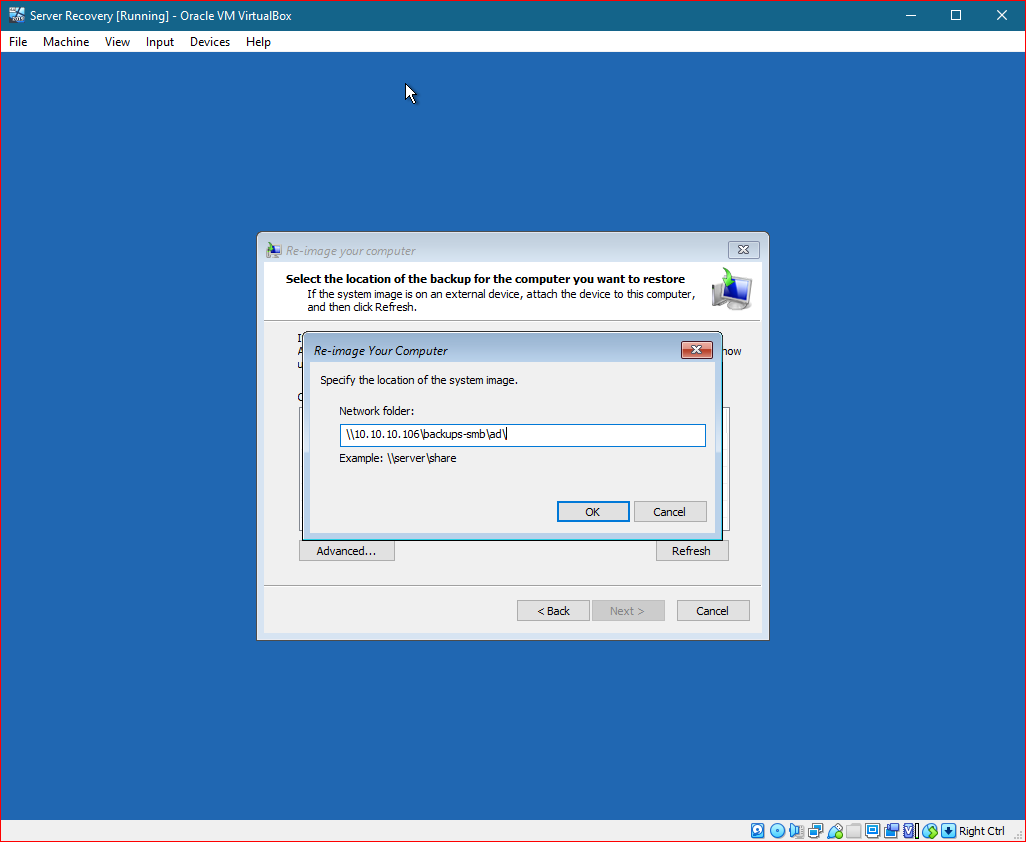 Server Recovery [Running] - Oracle VM VirtualBox
File Machine View Input Devices Help
Re-image your computer
Select the location of the backup for the computer you want to restore
If the system image is on an external device, attach the device to this computer,
and then click Refresh.
now
Re-image Your Computer
Specify the location of the system image.
Network folder:
\\10.10.10.106\backups-smb\ad\
Example: \\server\share
OK Cancel
Advanced... Refresh
< Back Next > Cancel
Right Ctrl